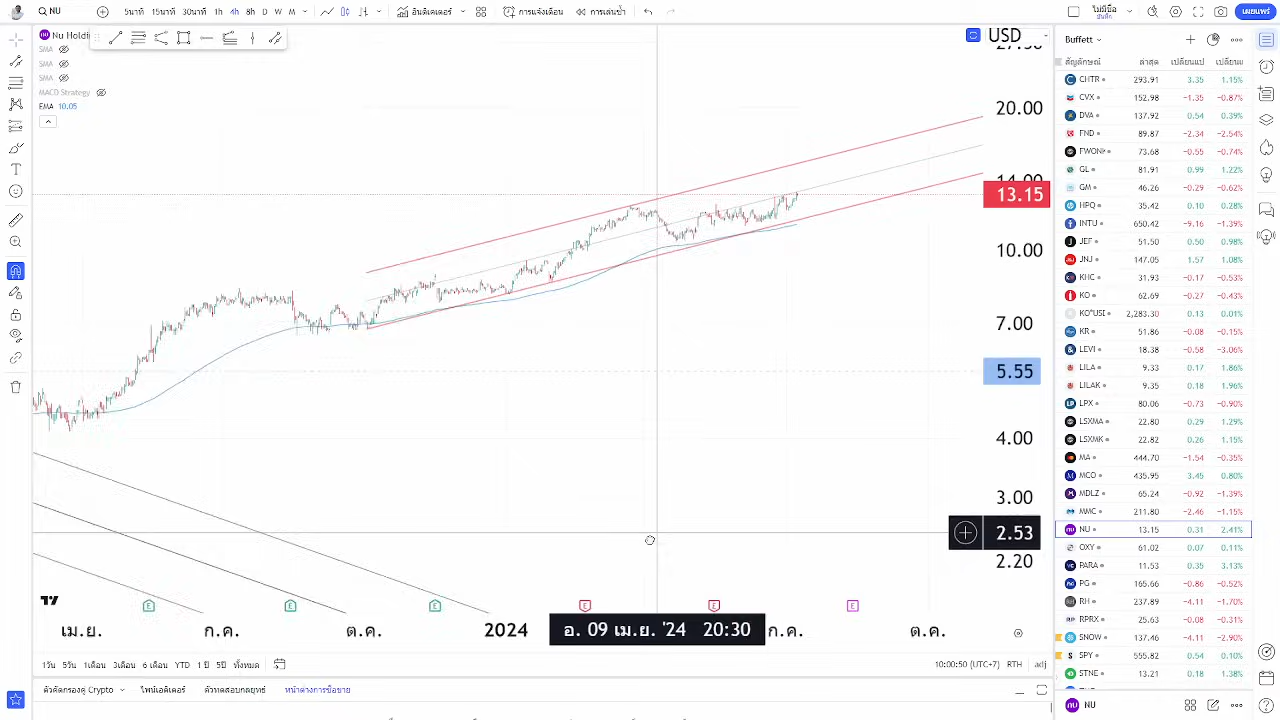 NU
5นาที 15นาที 30นาที 1h 4h 8h D W M
อินดิเคเตอร์
การแจ้งเตือน
การเล่นซ้ำ
ไม่มีชื่อ
บันทึก
เผยแพร่
Nu Holdi
USD
SMA
SMA
SMA
MACD Strategy
EMA 10.05
27.50
20.00
14.00
13.15
10.00
7.00
5.55
4.00
3.00
2.53
2.20
เม.ย. ก.ค. ต.ค. 2024 อ. 09 เม.ย. '24 20:30 ก.ค. ต.ค.
1วัน 5วัน 1เดือน 3เดือน 6 เดือน YTD 1 ปี 5ปี ทั้งหมด
10:00:50 (UTC+7) RTH adj
ตัวคัดกรองคู่ Crypto ไพน์เอดิเตอร์ ตัวทดสอบกลยุทธ์ หน้าต่างการซื้อขาย
Buffett
สัญลักษณ์ ล่าสุด เปลี่ยนแป เปลี่ยนแ
CHTR 293.91 3.35 1.15%
CVX 152.98 -1.35 -0.87%
DVA 137.92 0.54 0.39%
FND 89.87 -2.34 -2.54%
FWONK 73.68 -0.55 -0.74%
GL 81.91 0.99 1.22%
GM 46.26 -0.29 -0.62%
HPQ 35.42 0.10 0.28%
INTU 650.42 -9.16 -1.39%
JEF 51.50 0.50 0.98%
JNJ 147.05 1.57 1.08%
KHC 31.93 -0.17 -0.53%
KO 62.69 -0.27 -0.43%
KO*USI 2,283.30 0.13 0.01%
KR 51.86 -0.08 -0.15%
LEVI 18.38 -0.58 -3.06%
LILA 9.33 0.17 1.86%
LILAK 9.35 0.18 1.96%
LPX 80.06 -0.73 -0.90%
LSXMA 22.80 0.29 1.29%
LSXMK 22.82 0.26 1.15%
MA 444.70 -1.54 -0.35%
MCO 435.95 3.45 0.80%
MDLZ 65.24 -0.92 -1.39%
MMC 211.80 -2.46 -1.15%
NU 13.15 0.31 2.41%
OXY 61.02 0.07 0.11%
PARA 11.53 0.35 3.13%
PG 165.66 -0.86 -0.52%
RH 237.89 -4.11 -1.70%
RPRX 25.63 -0.08 -0.31%
SNOW 137.46 -4.11 -2.90%
SPY 555.82 0.54 0.10%
STNE 13.21 0.18 1.38%
NU